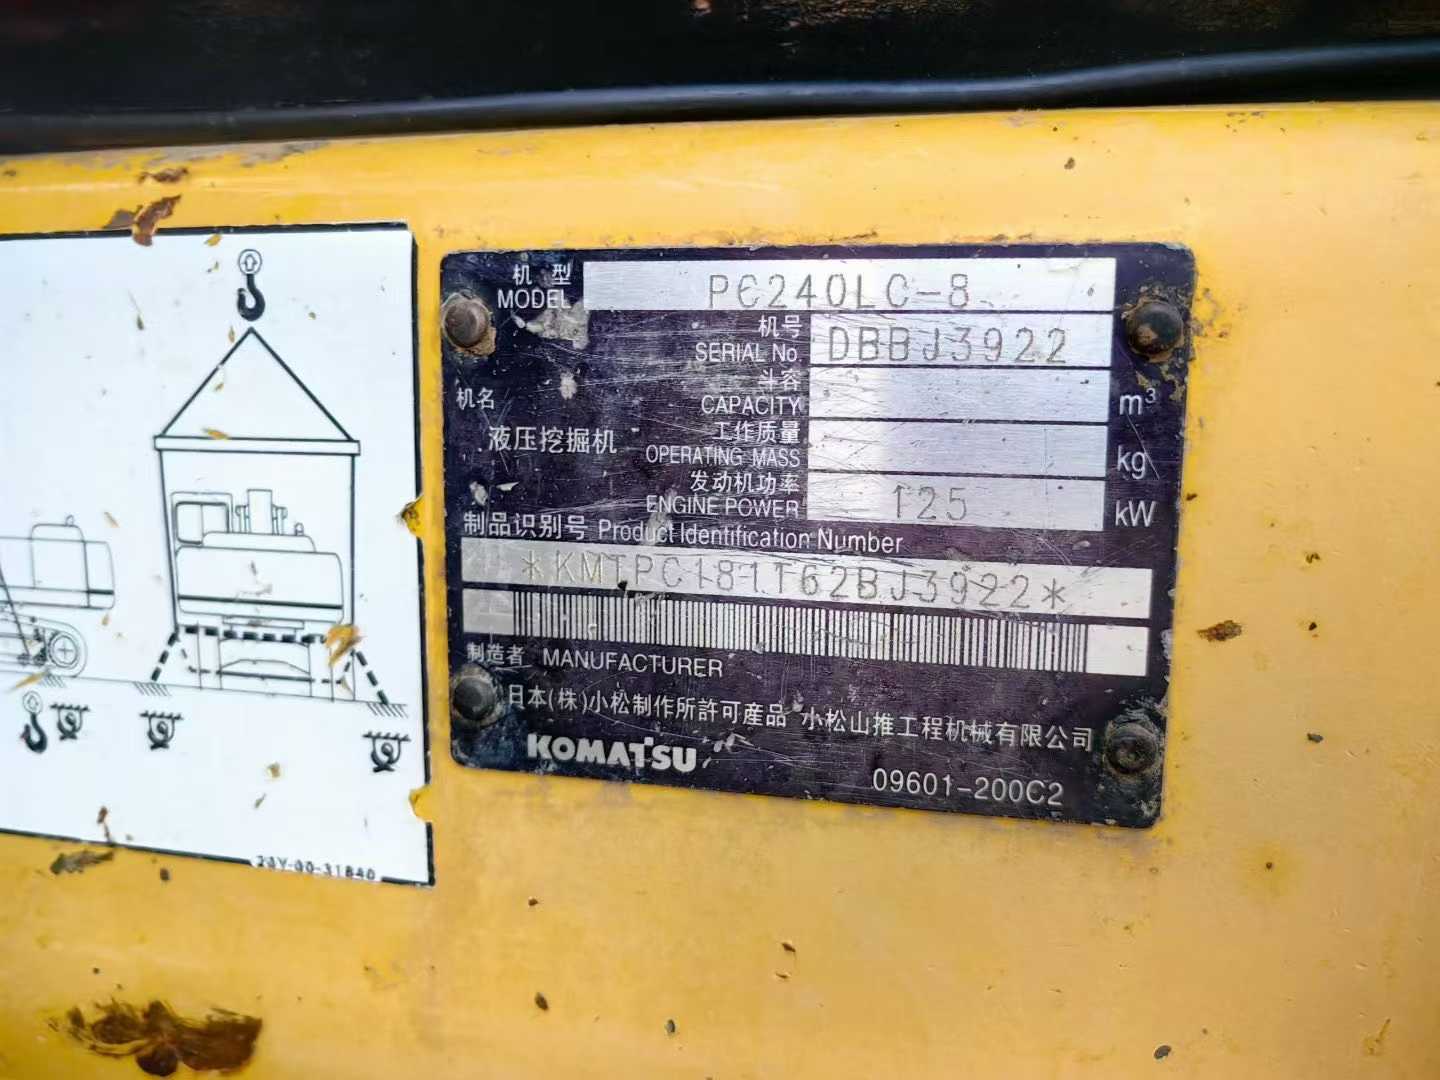 机型
MODEL PC240LC-8
机号
SERIAL No. DBBJ3922
斗容
CAPACITY m³
机名
液压挖掘机
工作质量
OPERATING MASS kg
发动机功率
ENGINE POWER 125 kW
制品识别号 Product Identification Number
*KMTPC181T62BJ3922*
制造者 MANUFACTURER
日本(株)小松制作所許可産品 小松山推工程机械有限公司
KOMATSU
09601-200C2
20Y-00-31840